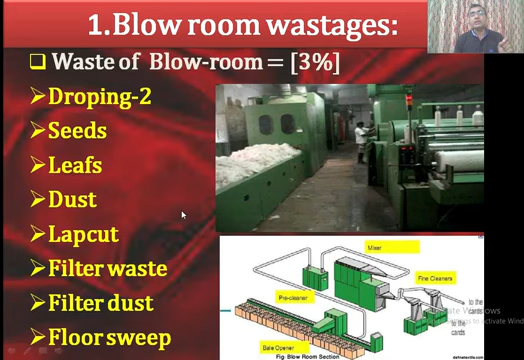 1.Blow room wastages:
Waste of Blow-room = [3%]
Droping-2
Seeds
Leafs
Dust
Lapcut
Filter waste
Filter dust
Floor sweep
Mixer
Fine Cleaners
Pre-cleaner
to the
cards
to the
cards
Bale Opener
Fig: Blow Room Section